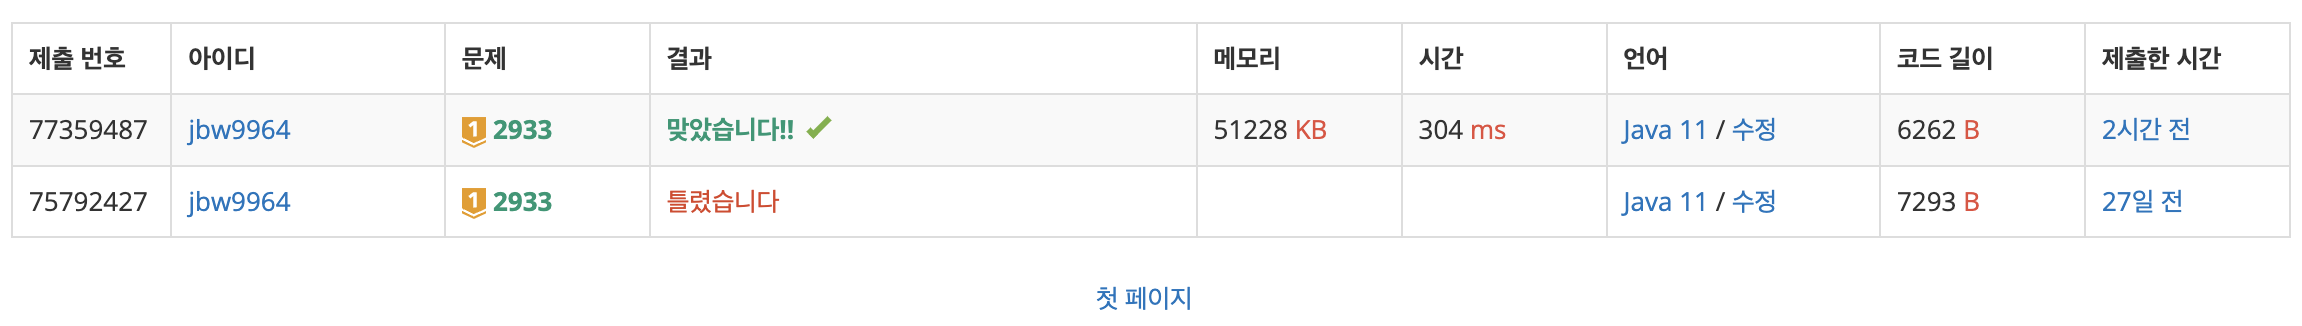 제출 번호 아이디 문제 결과 메모리 시간 언어 코드 길이 제출한 시간
77359487 jbw9964 1 2933 맞았습니다!! 51228 KB 304 ms Java 11 / 수정 6262 B 2시간 전
75792427 jbw9964 1 2933 틀렸습니다 Java 11 / 수정 7293 B 27일 전
첫 페이지